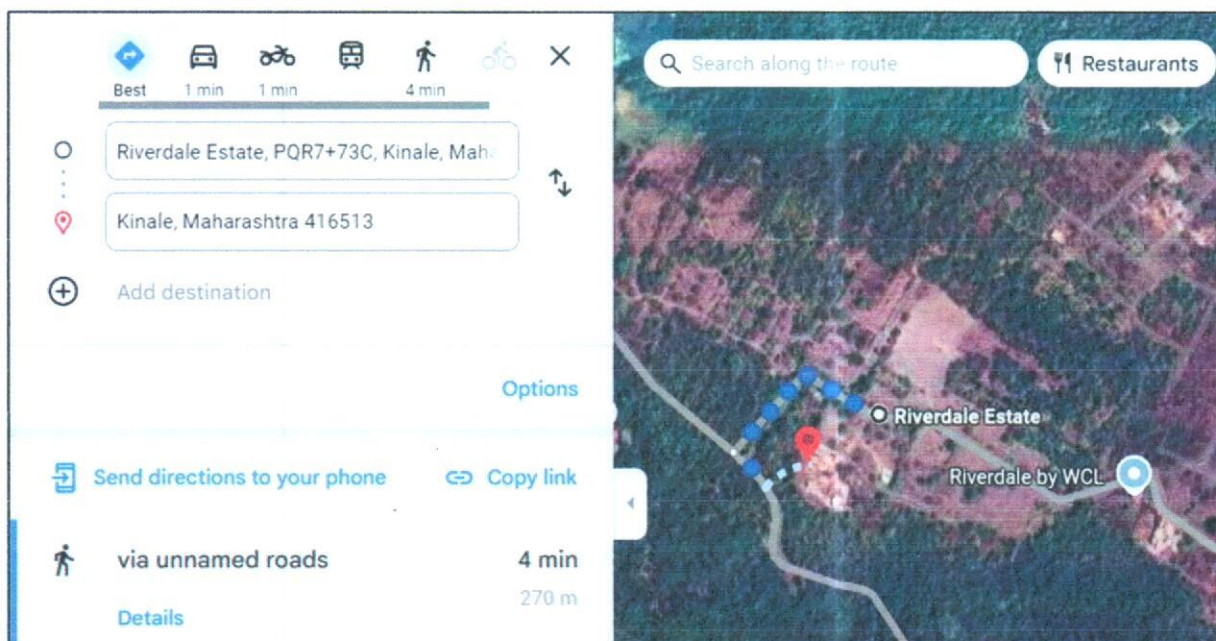 Best
1 min
1 min
4 min
Riverdale Estate, PQR7+73C, Kinale, Maha
Kinale, Maharashtra 416513
Add destination
Options
Send directions to your phone
Copy link
via unnamed roads
4 min
270 m
Details
Search along the route
Restaurants
Riverdale Estate
Riverdale by WCL